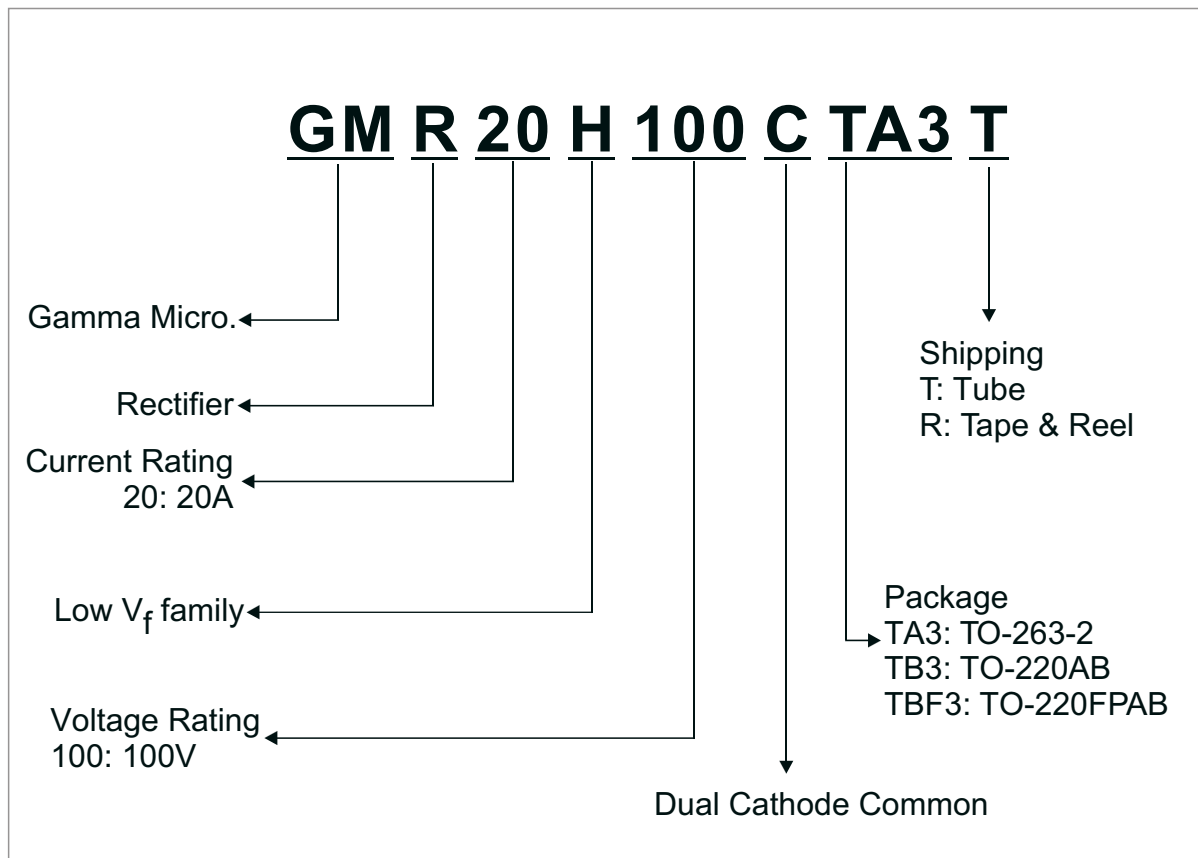 GM R 20 H 100 C TA3 T
Gamma Micro.
Rectifier
Current Rating
20: 20A
Low Vf family
Voltage Rating
100: 100V
Dual Cathode Common
Package
TA3: TO-263-2
TB3: TO-220AB
TBF3: TO-220FPAB
Shipping
T: Tube
R: Tape & Reel